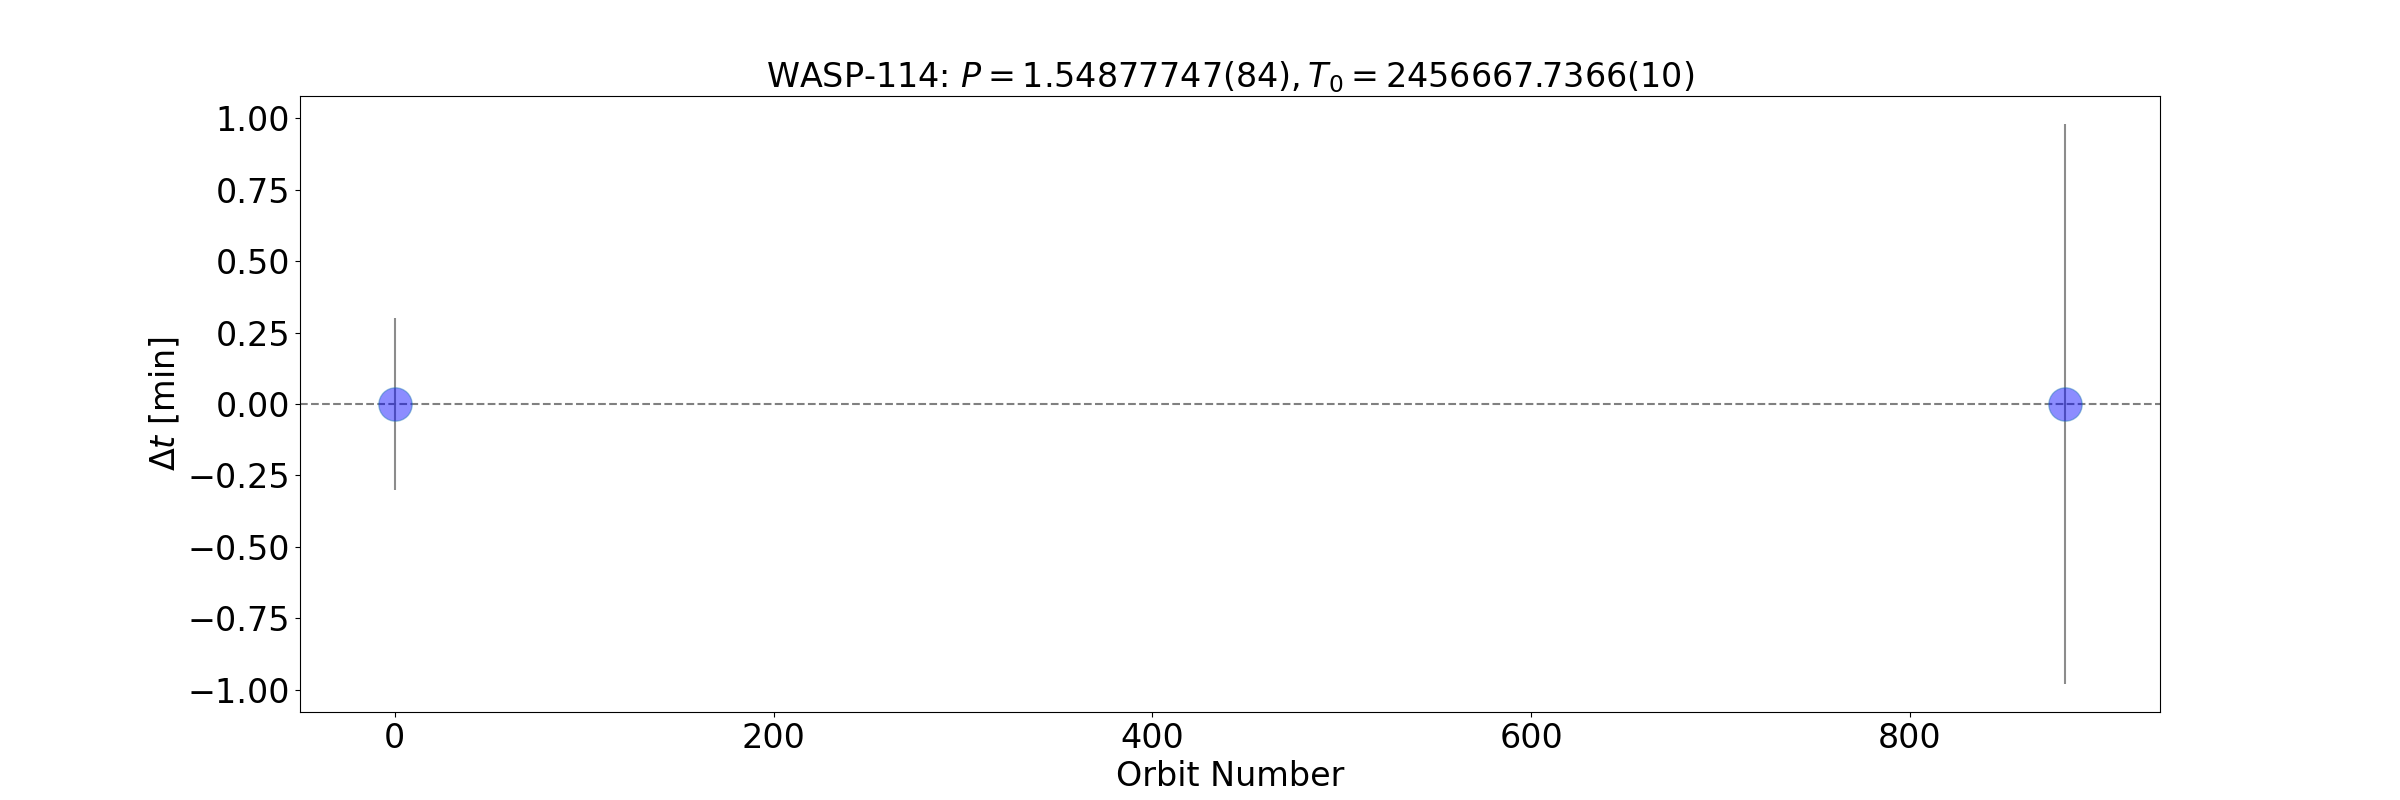 WASP-114: P = 1.54877747(84), T₀ = 2456667.7366(10)
1.00
0.75
0.50
0.25
0.00
−0.25
−0.50
−0.75
−1.00
Δt [min]
0 200 400 600 800
Orbit Number